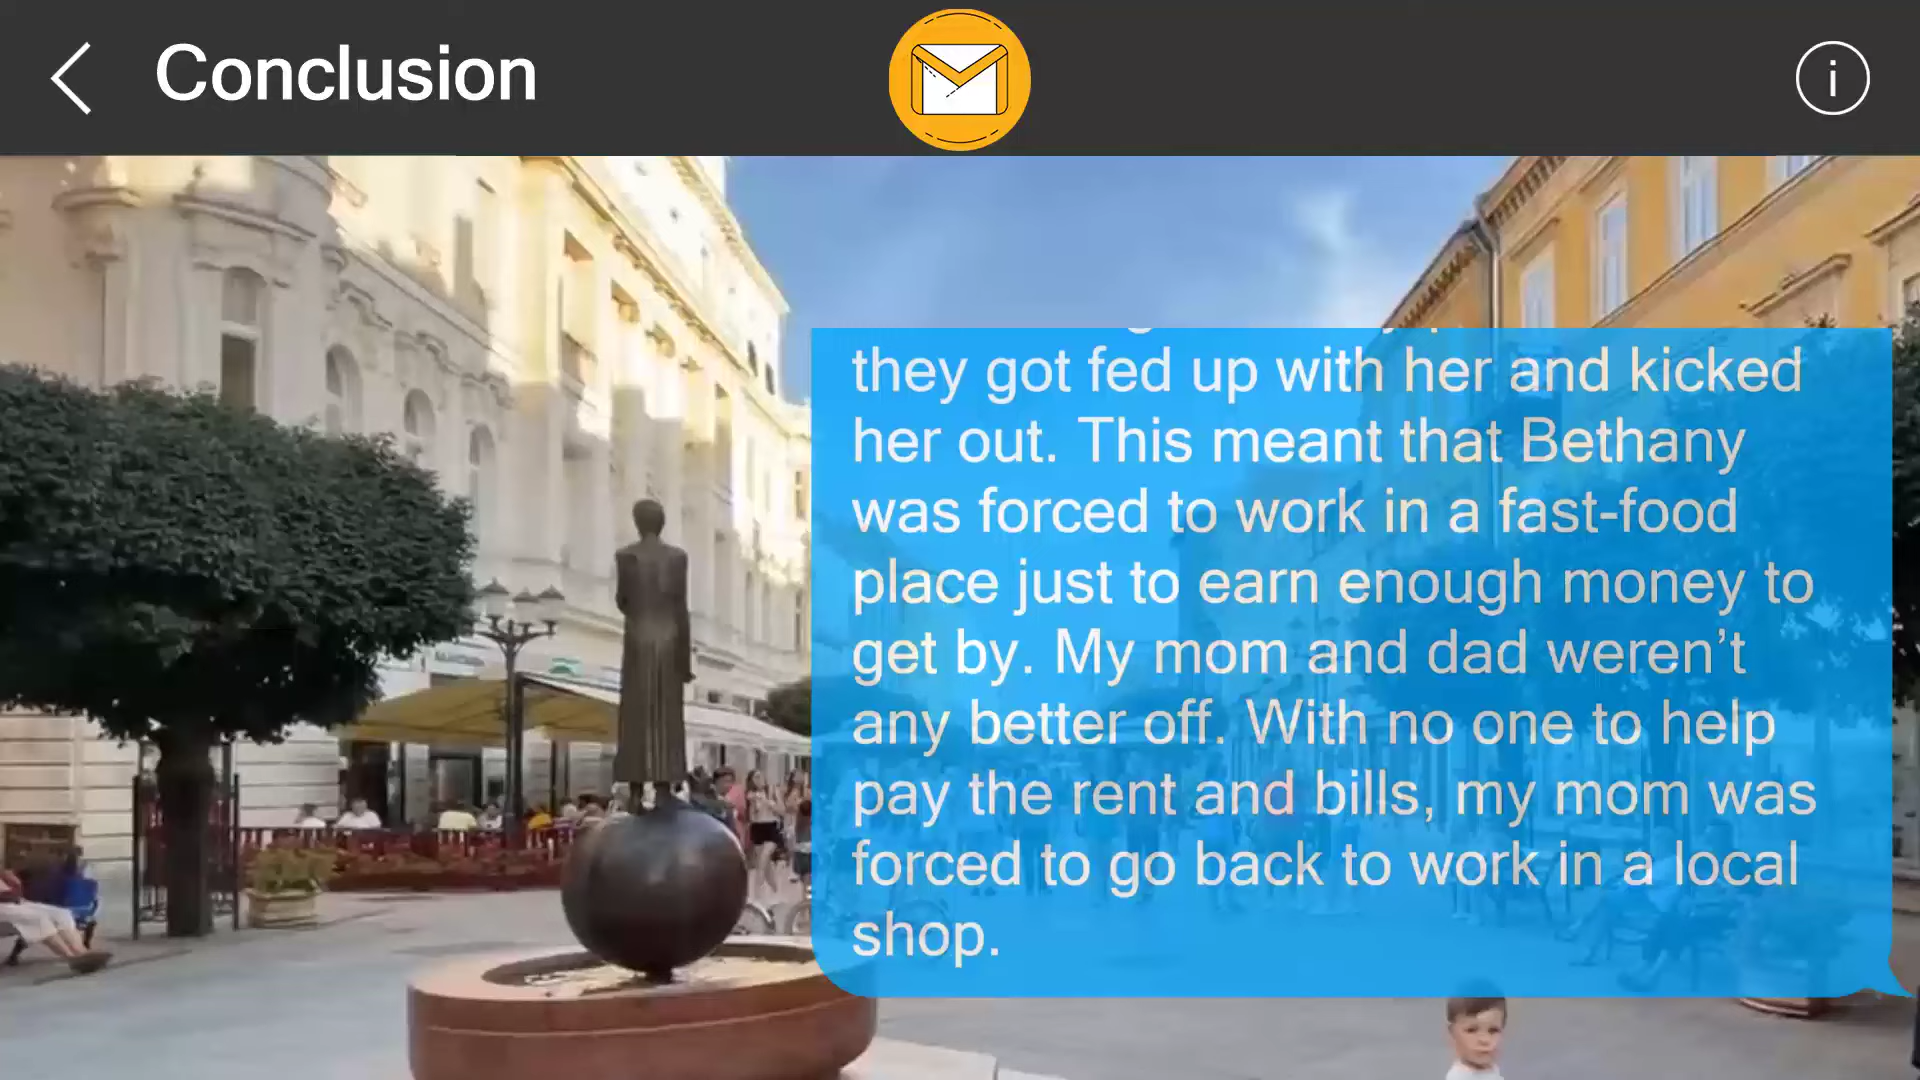 Conclusion
i
they got fed up with her and kicked
her out. This meant that Bethany
was forced to work in a fast-food
place just to earn enough money to
get by. My mom and dad weren’t
any better off. With no one to help
pay the rent and bills, my mom was
forced to go back to work in a local
shop.